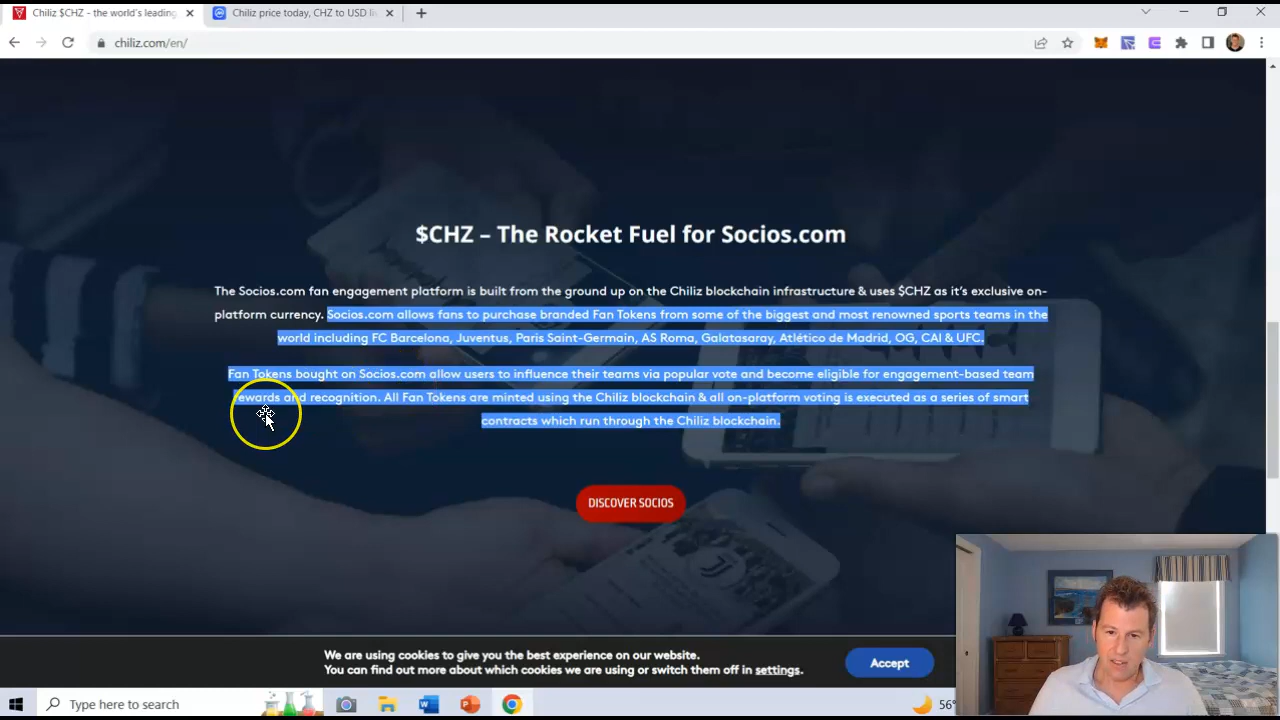 Chiliz $CHZ - the world's leading
Chiliz price today, CHZ to USD li
chiliz.com/en/
$CHZ – The Rocket Fuel for Socios.com
The Socios.com fan engagement platform is built from the ground up on the Chiliz blockchain infrastructure & uses $CHZ as it's exclusive on-
platform currency. Socios.com allows fans to purchase branded Fan Tokens from some of the biggest and most renowned sports teams in the
world including FC Barcelona, Juventus, Paris Saint-Germain, AS Roma, Galatasaray, Atlético de Madrid, OG, CAI & UFC.
Fan Tokens bought on Socios.com allow users to influence their teams via popular vote and become eligible for engagement-based team
rewards and recognition. All Fan Tokens are minted using the Chiliz blockchain & all on-platform voting is executed as a series of smart
contracts which run through the Chiliz blockchain.
DISCOVER SOCIOS
We are using cookies to give you the best experience on our website.
You can find out more about which cookies we are using or switch them off in settings.
Accept
Type here to search
56°